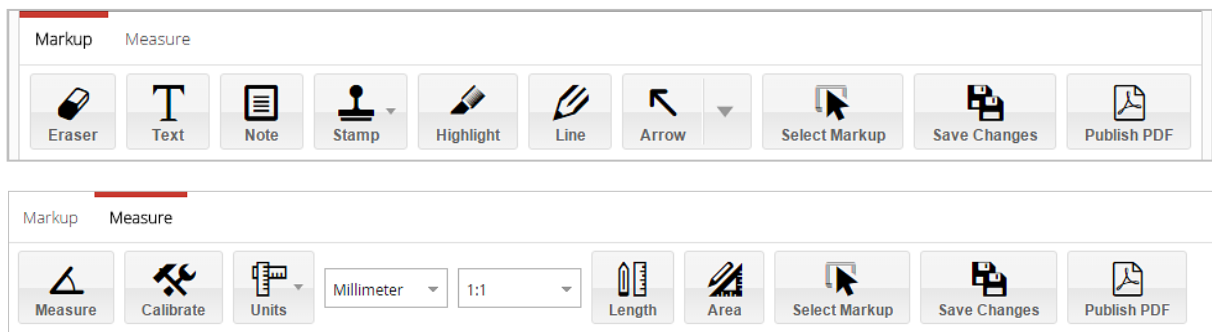 Markup Measure
Eraser Text Note Stamp Highlight Line Arrow Select Markup Save Changes Publish PDF
Markup Measure
Millimeter 1:1
Measure Calibrate Units Length Area Select Markup Save Changes Publish PDF